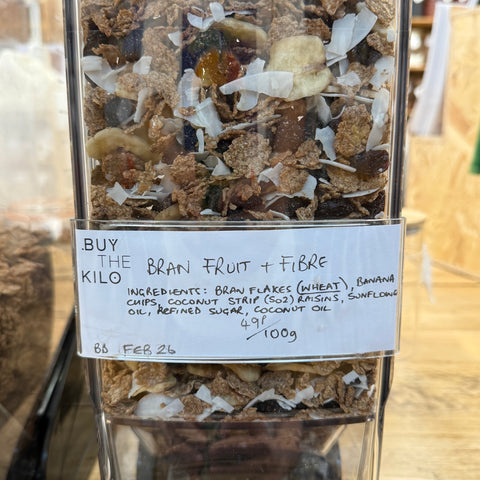 .BUY
THE
KILO
BRAN FRUIT + FIBRE
INGREDIENTS: BRAN FLAKES (WHEAT), BANANA
CHIPS, COCONUT STRIP (SO2) RAISINS, SUNFLOWER
OIL, REFINED SUGAR, COCONUT OIL
49P/100g
BB FEB 26